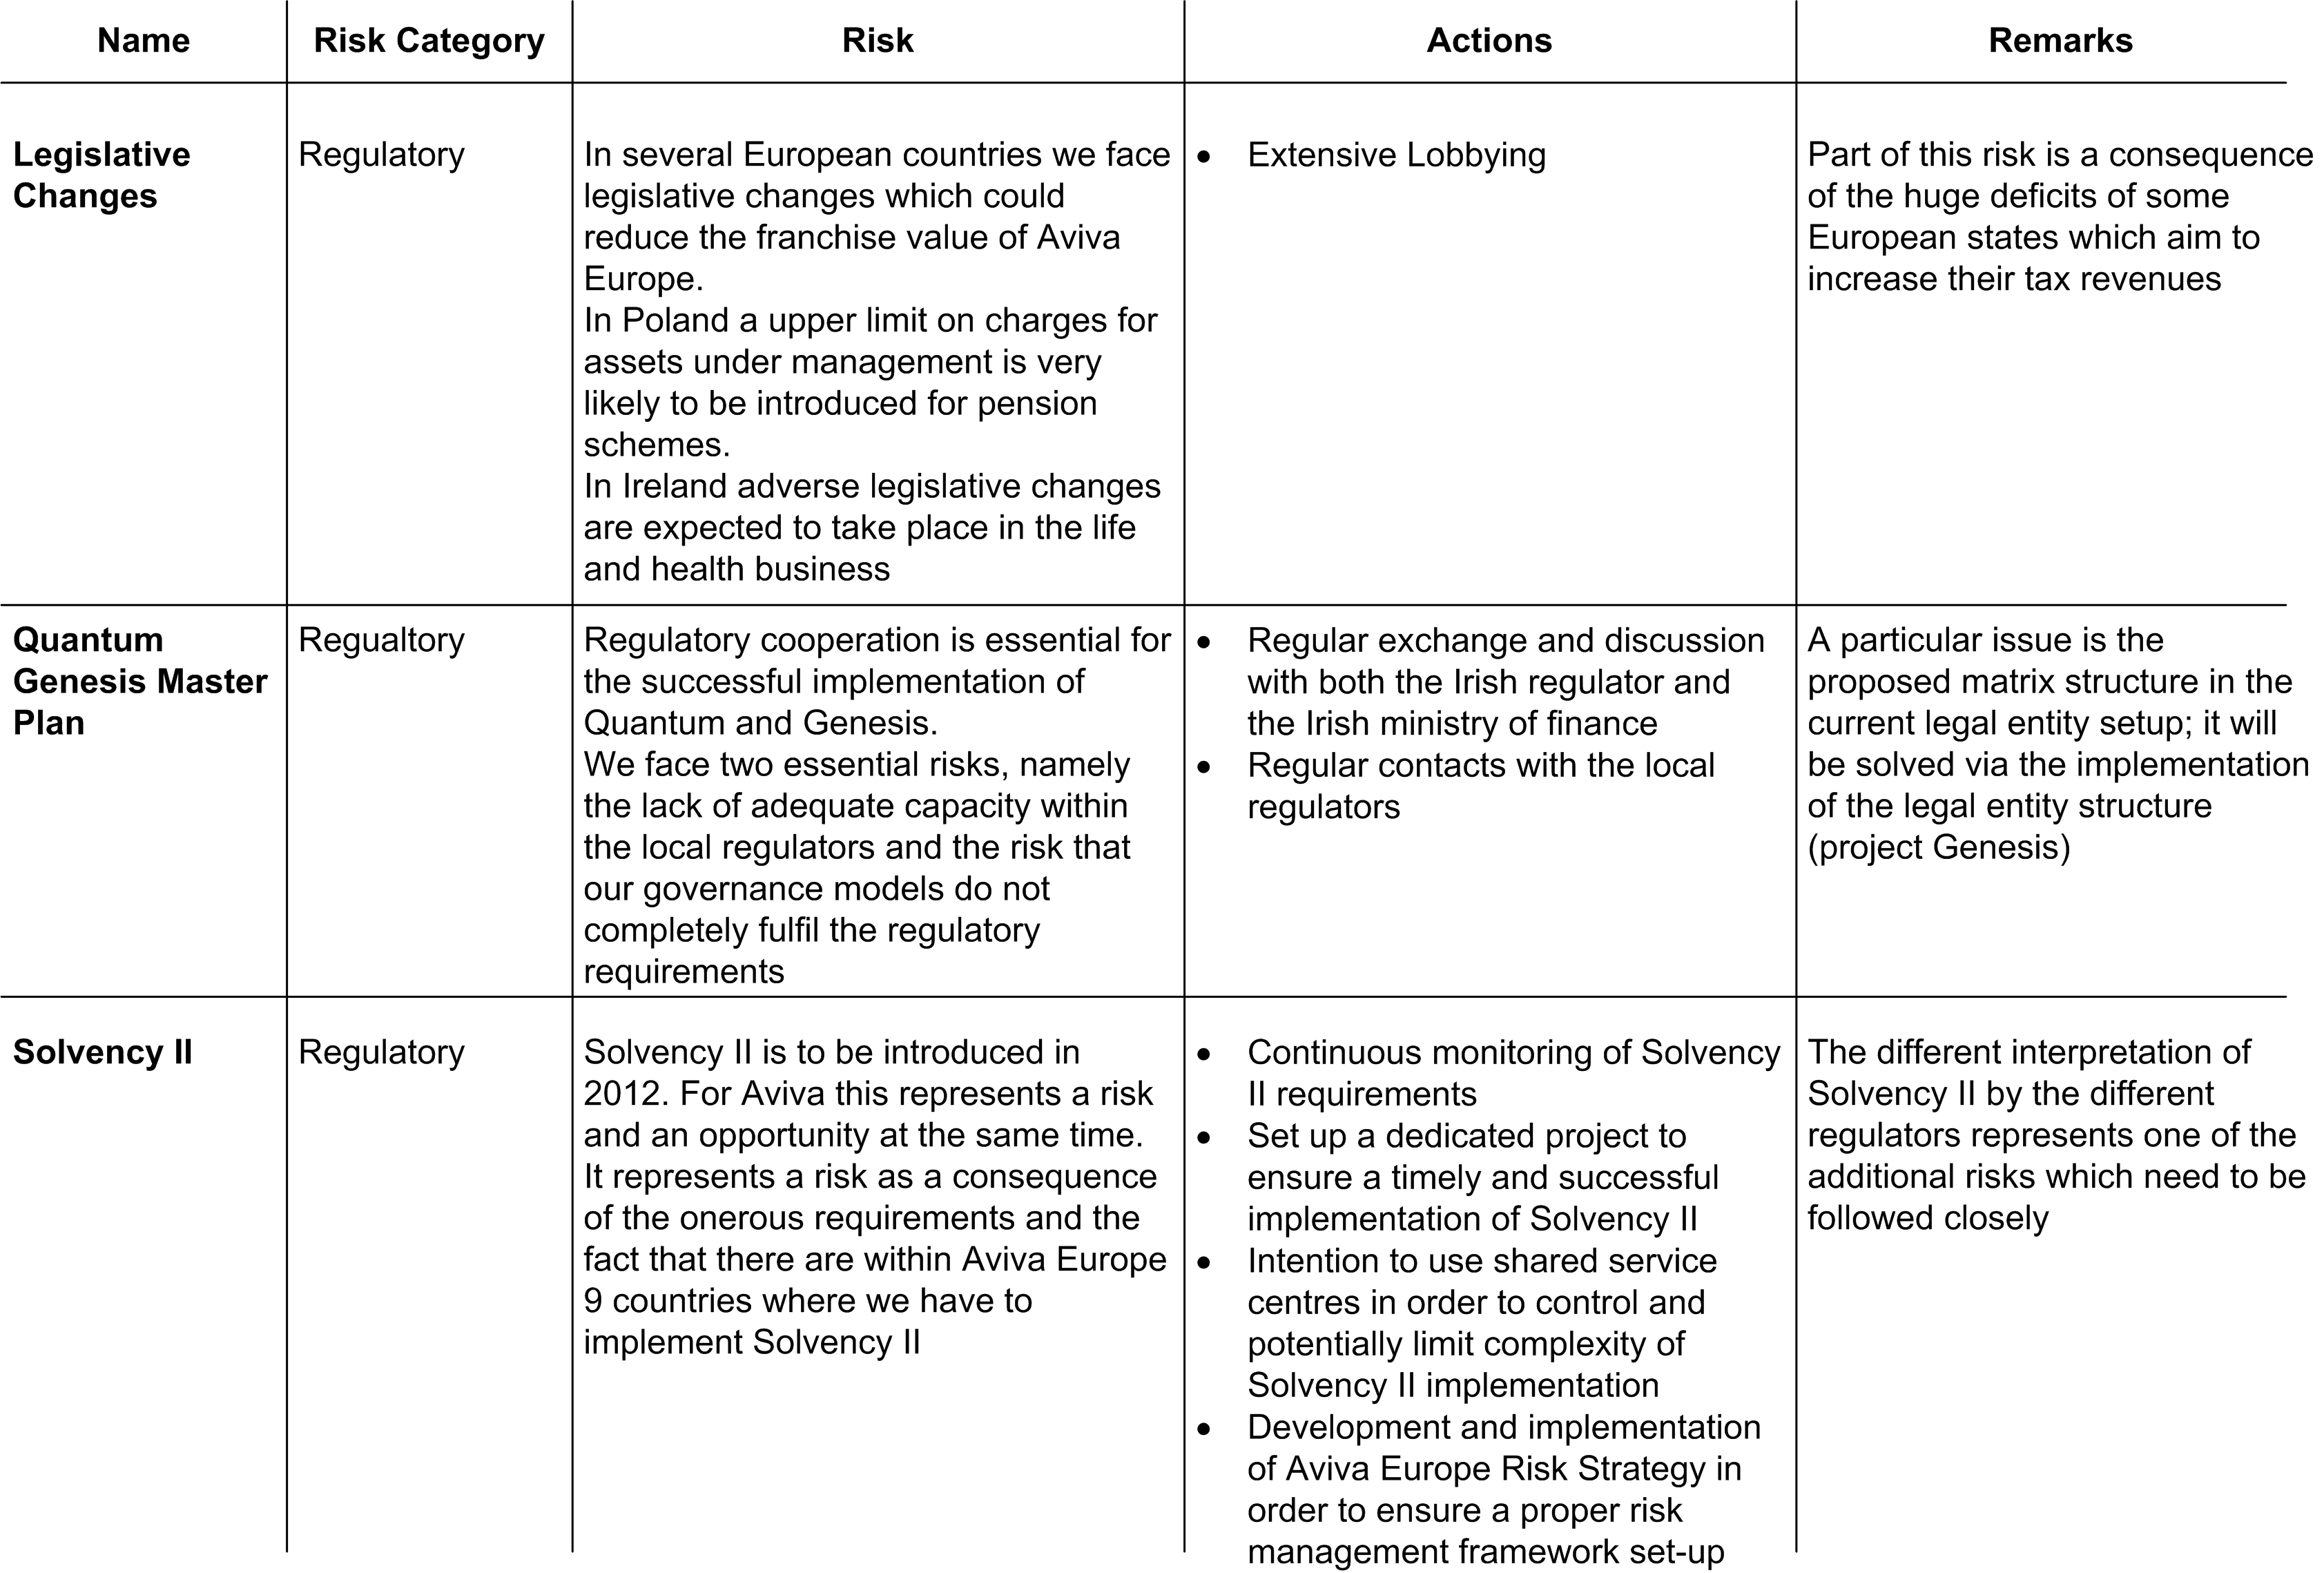 Name Risk Category Risk Actions Remarks
Legislative
Changes
Regulatory
In several European countries we face
legislative changes which could
reduce the franchise value of Aviva
Europe.
In Poland a upper limit on charges for
assets under management is very
likely to be introduced for pension
schemes.
In Ireland adverse legislative changes
are expected to take place in the life
and health business
• Extensive Lobbying
Part of this risk is a consequence
of the huge deficits of some
European states which aim to
increase their tax revenues
Quantum
Genesis Master
Plan
Regualtory
Regulatory cooperation is essential for
the successful implementation of
Quantum and Genesis.
We face two essential risks, namely
the lack of adequate capacity within
the local regulators and the risk that
our governance models do not
completely fulfil the regulatory
requirements
• Regular exchange and discussion
with both the Irish regulator and
the Irish ministry of finance
• Regular contacts with the local
regulators
A particular issue is the
proposed matrix structure in the
current legal entity setup; it will
be solved via the implementation
of the legal entity structure
(project Genesis)
Solvency II
Regulatory
Solvency II is to be introduced in
2012. For Aviva this represents a risk
and an opportunity at the same time.
It represents a risk as a consequence
of the onerous requirements and the
fact that there are within Aviva Europe
9 countries where we have to
implement Solvency II
• Continuous monitoring of Solvency
II requirements
• Set up a dedicated project to
ensure a timely and successful
implementation of Solvency II
• Intention to use shared service
centres in order to control and
potentially limit complexity of
Solvency II implementation
• Development and implementation
of Aviva Europe Risk Strategy in
order to ensure a proper risk
management framework set-up
The different interpretation of
Solvency II by the different
regulators represents one of the
additional risks which need to be
followed closely